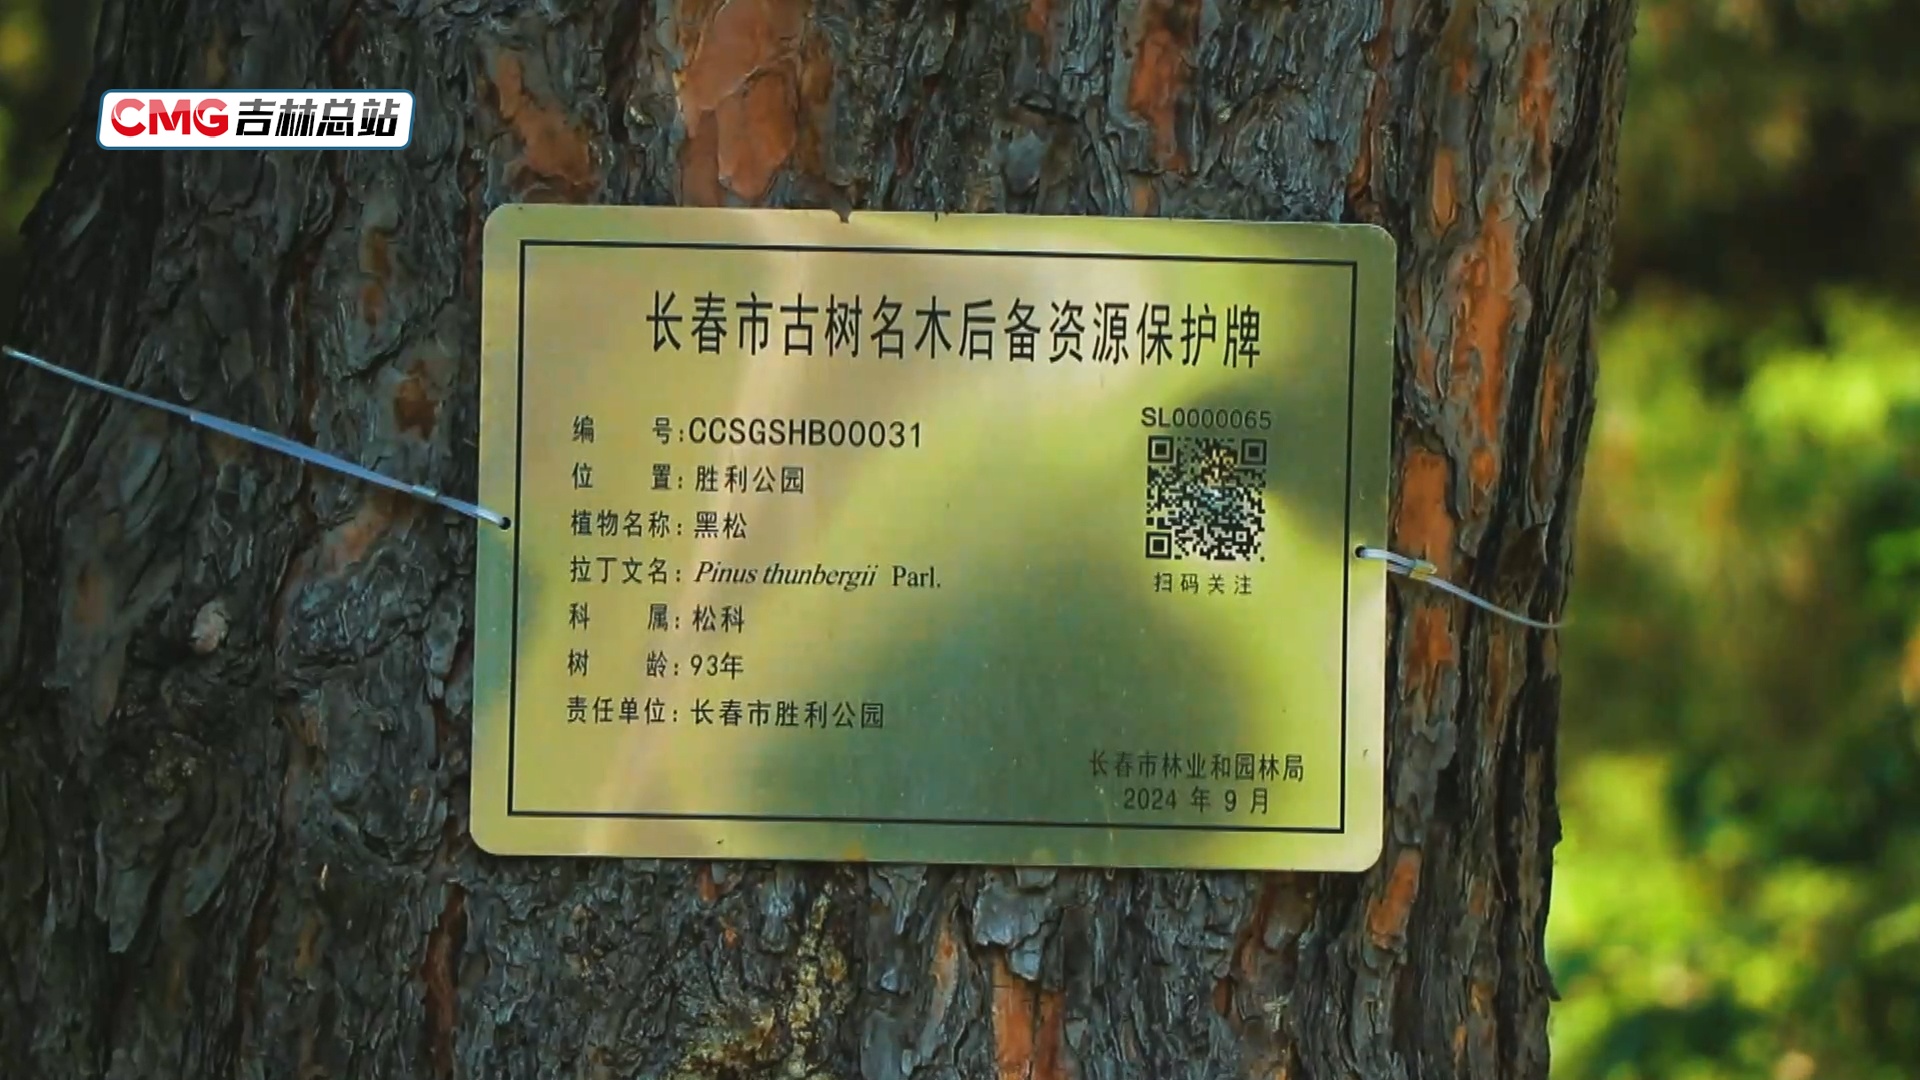 CMG吉林总站
长春市古树名木后备资源保护牌
编号:CCSGSHB00031
位置:胜利公园
植物名称:黑松
拉丁文名:Pinus thunbergii Parl.
科属:松科
树龄:93年
责任单位:长春市胜利公园
SL0000065
扫码关注
长春市林业和园林局
2024年9月